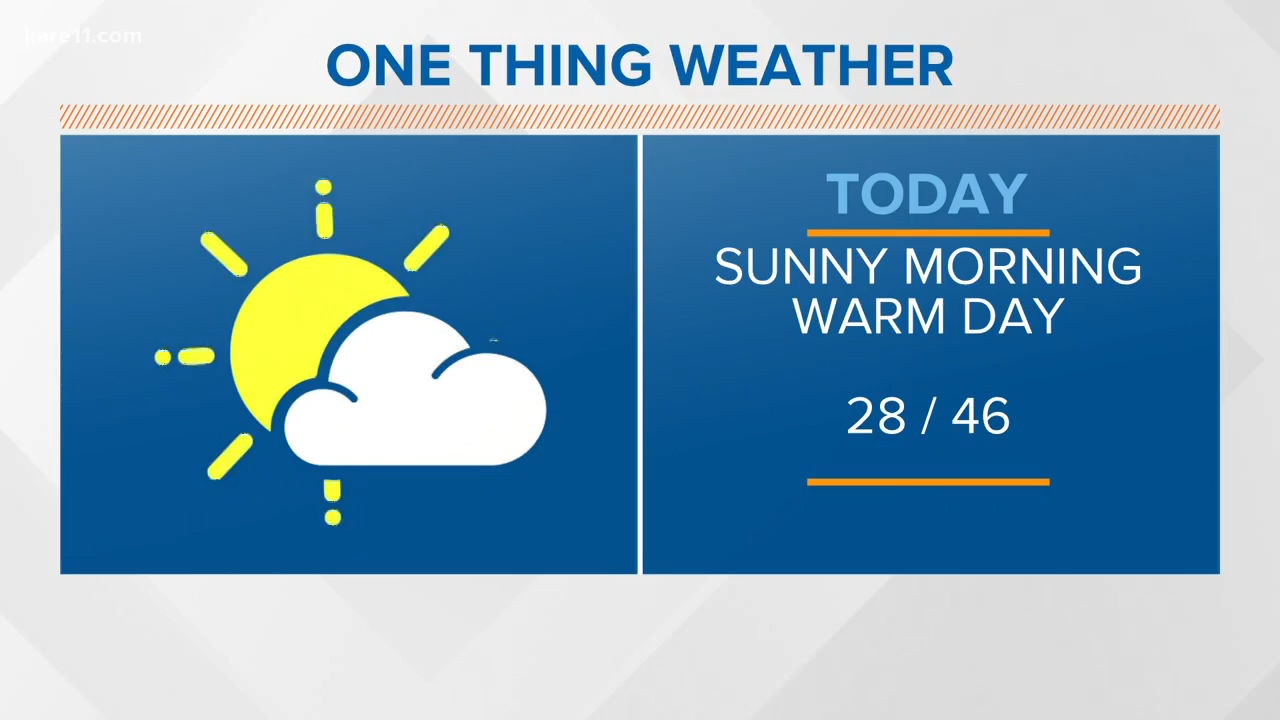 kare11.com
ONE THING WEATHER
TODAY
SUNNY MORNING
WARM DAY
28 / 46